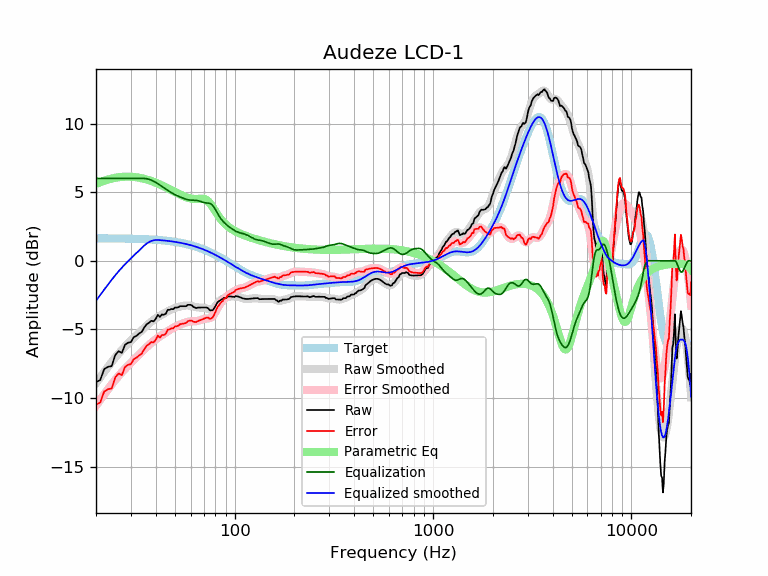 Audeze LCD-1
Amplitude (dBr)
10
5
0
−5
−10
−15
Target
Raw Smoothed
Error Smoothed
Raw
Error
Parametric Eq
Equalization
Equalized smoothed
100
1000
10000
Frequency (Hz)